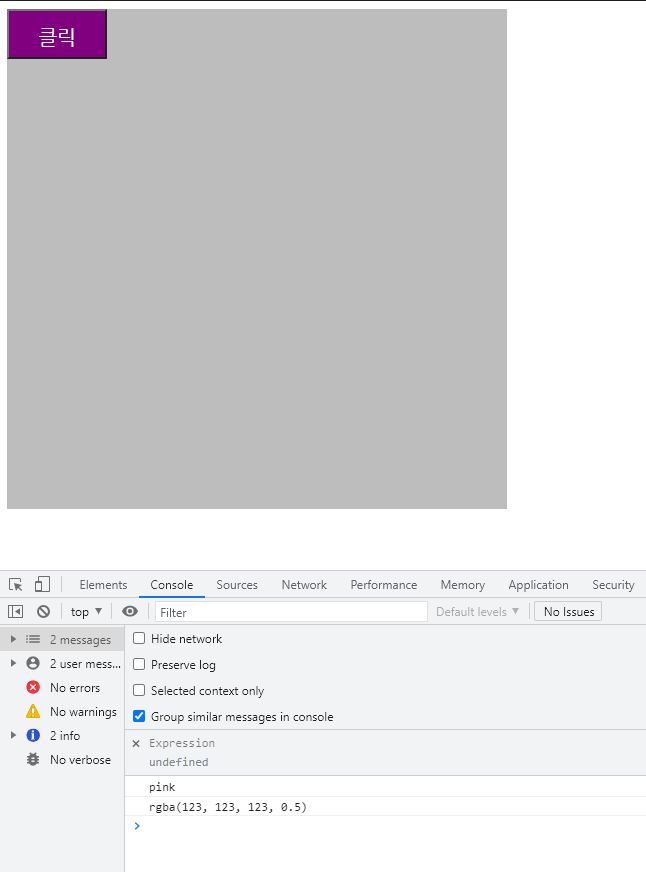 클릭
Elements Console Sources Network Performance Memory Application Security
top ▼ Filter Default levels ▼ No Issues
2 messages
2 user mess...
No errors
No warnings
2 info
No verbose
Hide network
Preserve log
Selected context only
Group similar messages in console
Expression
undefined
pink
rgba(123, 123, 123, 0.5)